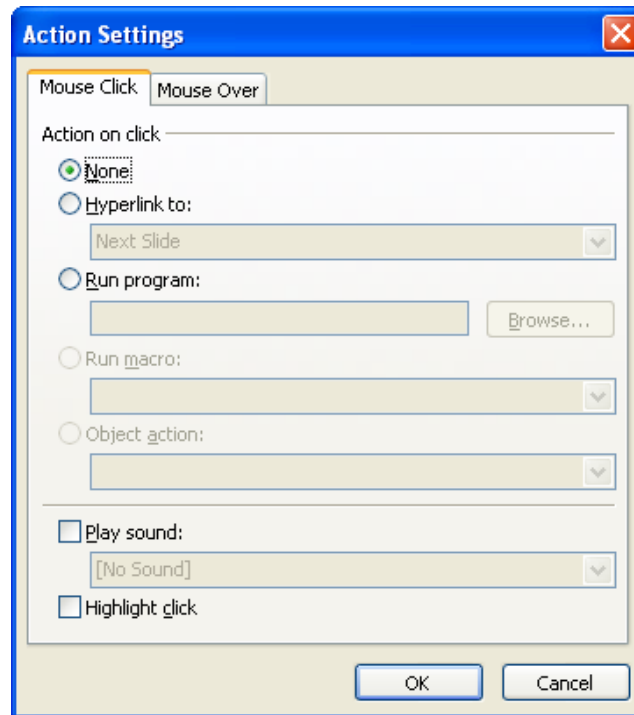 Action Settings
Mouse Click Mouse Over
Action on click
None
Hyperlink to:
Next Slide
Run program:
Browse...
Run macro:
Object action:
Play sound:
[No Sound]
Highlight click
OK Cancel